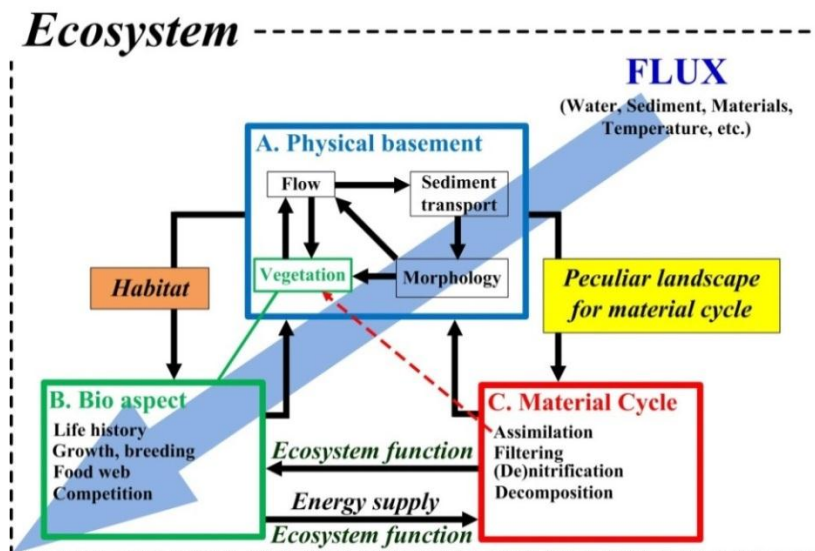 Ecosystem
FLUX
(Water, Sediment, Materials,
Temperature, etc.)
A. Physical basement
Flow
Sediment
transport
Vegetation
Morphology
Habitat
Peculiar landscape
for material cycle
B. Bio aspect
Life history
Growth, breeding
Food web
Competition
Ecosystem function
Energy supply
Ecosystem function
C. Material Cycle
Assimilation
Filtering
(De)nitrification
Decomposition